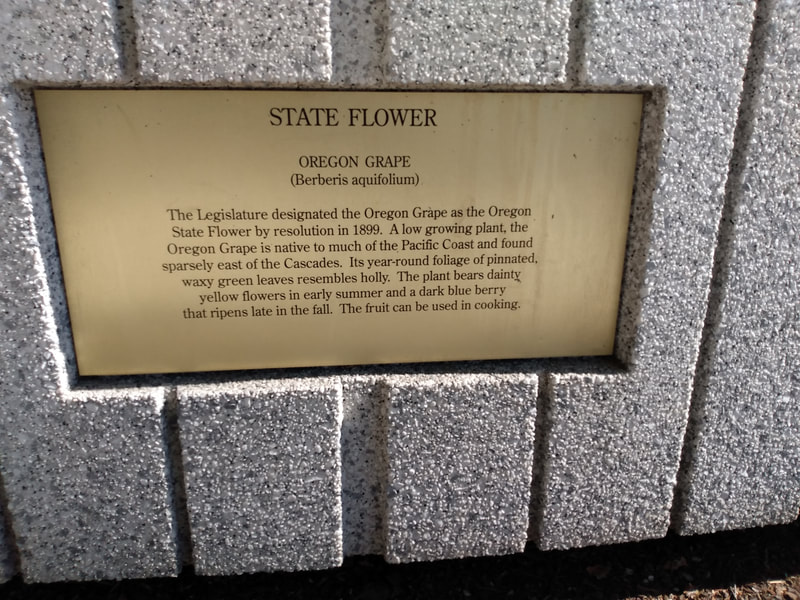 STATE FLOWER
OREGON GRAPE
(Berberis aquifolium)
The Legislature designated the Oregon Grape as the Oregon
State Flower by resolution in 1899. A low growing plant, the
Oregon Grape is native to much of the Pacific Coast and found
sparsely east of the Cascades. Its year-round foliage of pinnated,
waxy green leaves resembles holly. The plant bears dainty
yellow flowers in early summer and a dark blue berry
that ripens late in the fall. The fruit can be used in cooking.